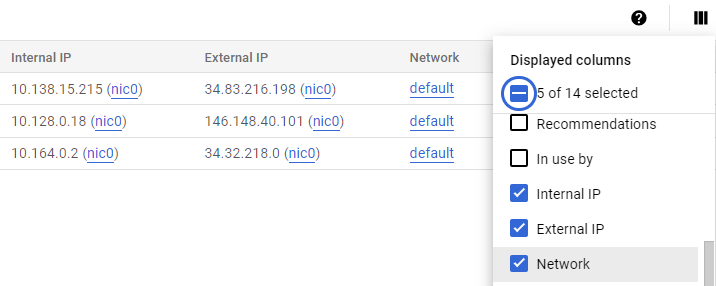 Internal IP External IP Network
10.138.15.215 (nic0) 34.83.216.198 (nic0) default
10.128.0.18 (nic0) 146.148.40.101 (nic0) default
10.164.0.2 (nic0) 34.32.218.0 (nic0) default
Displayed columns
5 of 14 selected
Recommendations
In use by
Internal IP
External IP
Network